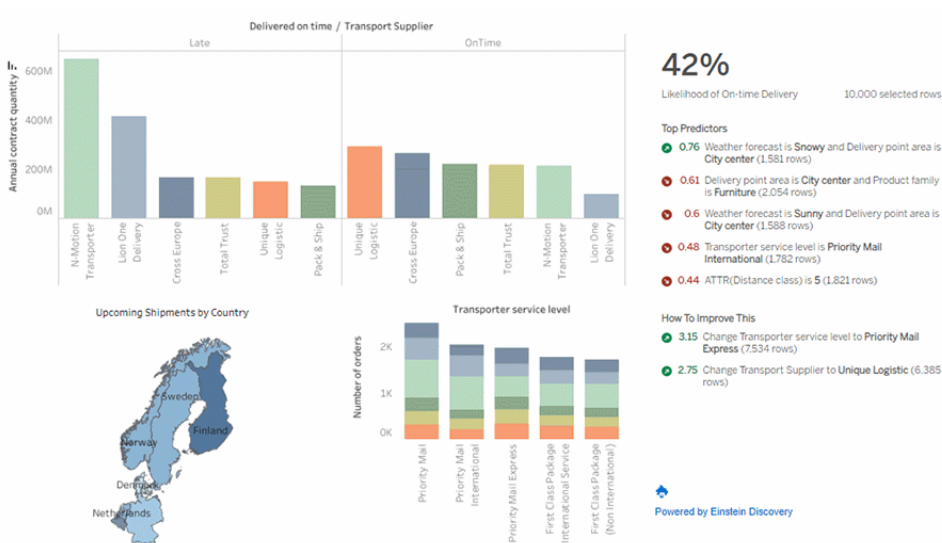 Delivered on time / Transport Supplier
Late
OnTime
Annual contract quantity
600M
400M
200M
0M
N-Motion
Transporter
Lion One
Delivery
Cross Europe
Total Trust
Unique
Logistic
Pack & Ship
Unique
Logistic
Cross Europe
Pack & Ship
Total Trust
N-Motion
Transporter
Lion One
Delivery
42%
Likelihood of On-time Delivery
10,000 selected rows
Top Predictors
0.76 Weather forecast is Snowy and Delivery point area is
City center (1,581 rows)
0.61 Delivery point area is City center and Product family
is Furniture (2,054 rows)
0.6 Weather forecast is Sunny and Delivery point area is
City center (1,588 rows)
0.48 Transporter service level is Priority Mail
International (1,782 rows)
0.44 ATTR(Distance class) is 5 (1,821 rows)
How To Improve This
3.15 Change Transporter service level to Priority Mail
Express (7,534 rows)
2.75 Change Transport Supplier to Unique Logistic (6,385
rows)
Upcoming Shipments by Country
Sweden
Finland
Norway
Denmark
Netherlands
Transporter service level
Number of orders
2K
1K
0K
Priority Mail
Priority Mail
International
Priority Mail Express
First Class Package
International Service
First Class Package
(Non International)
Powered by Einstein Discovery